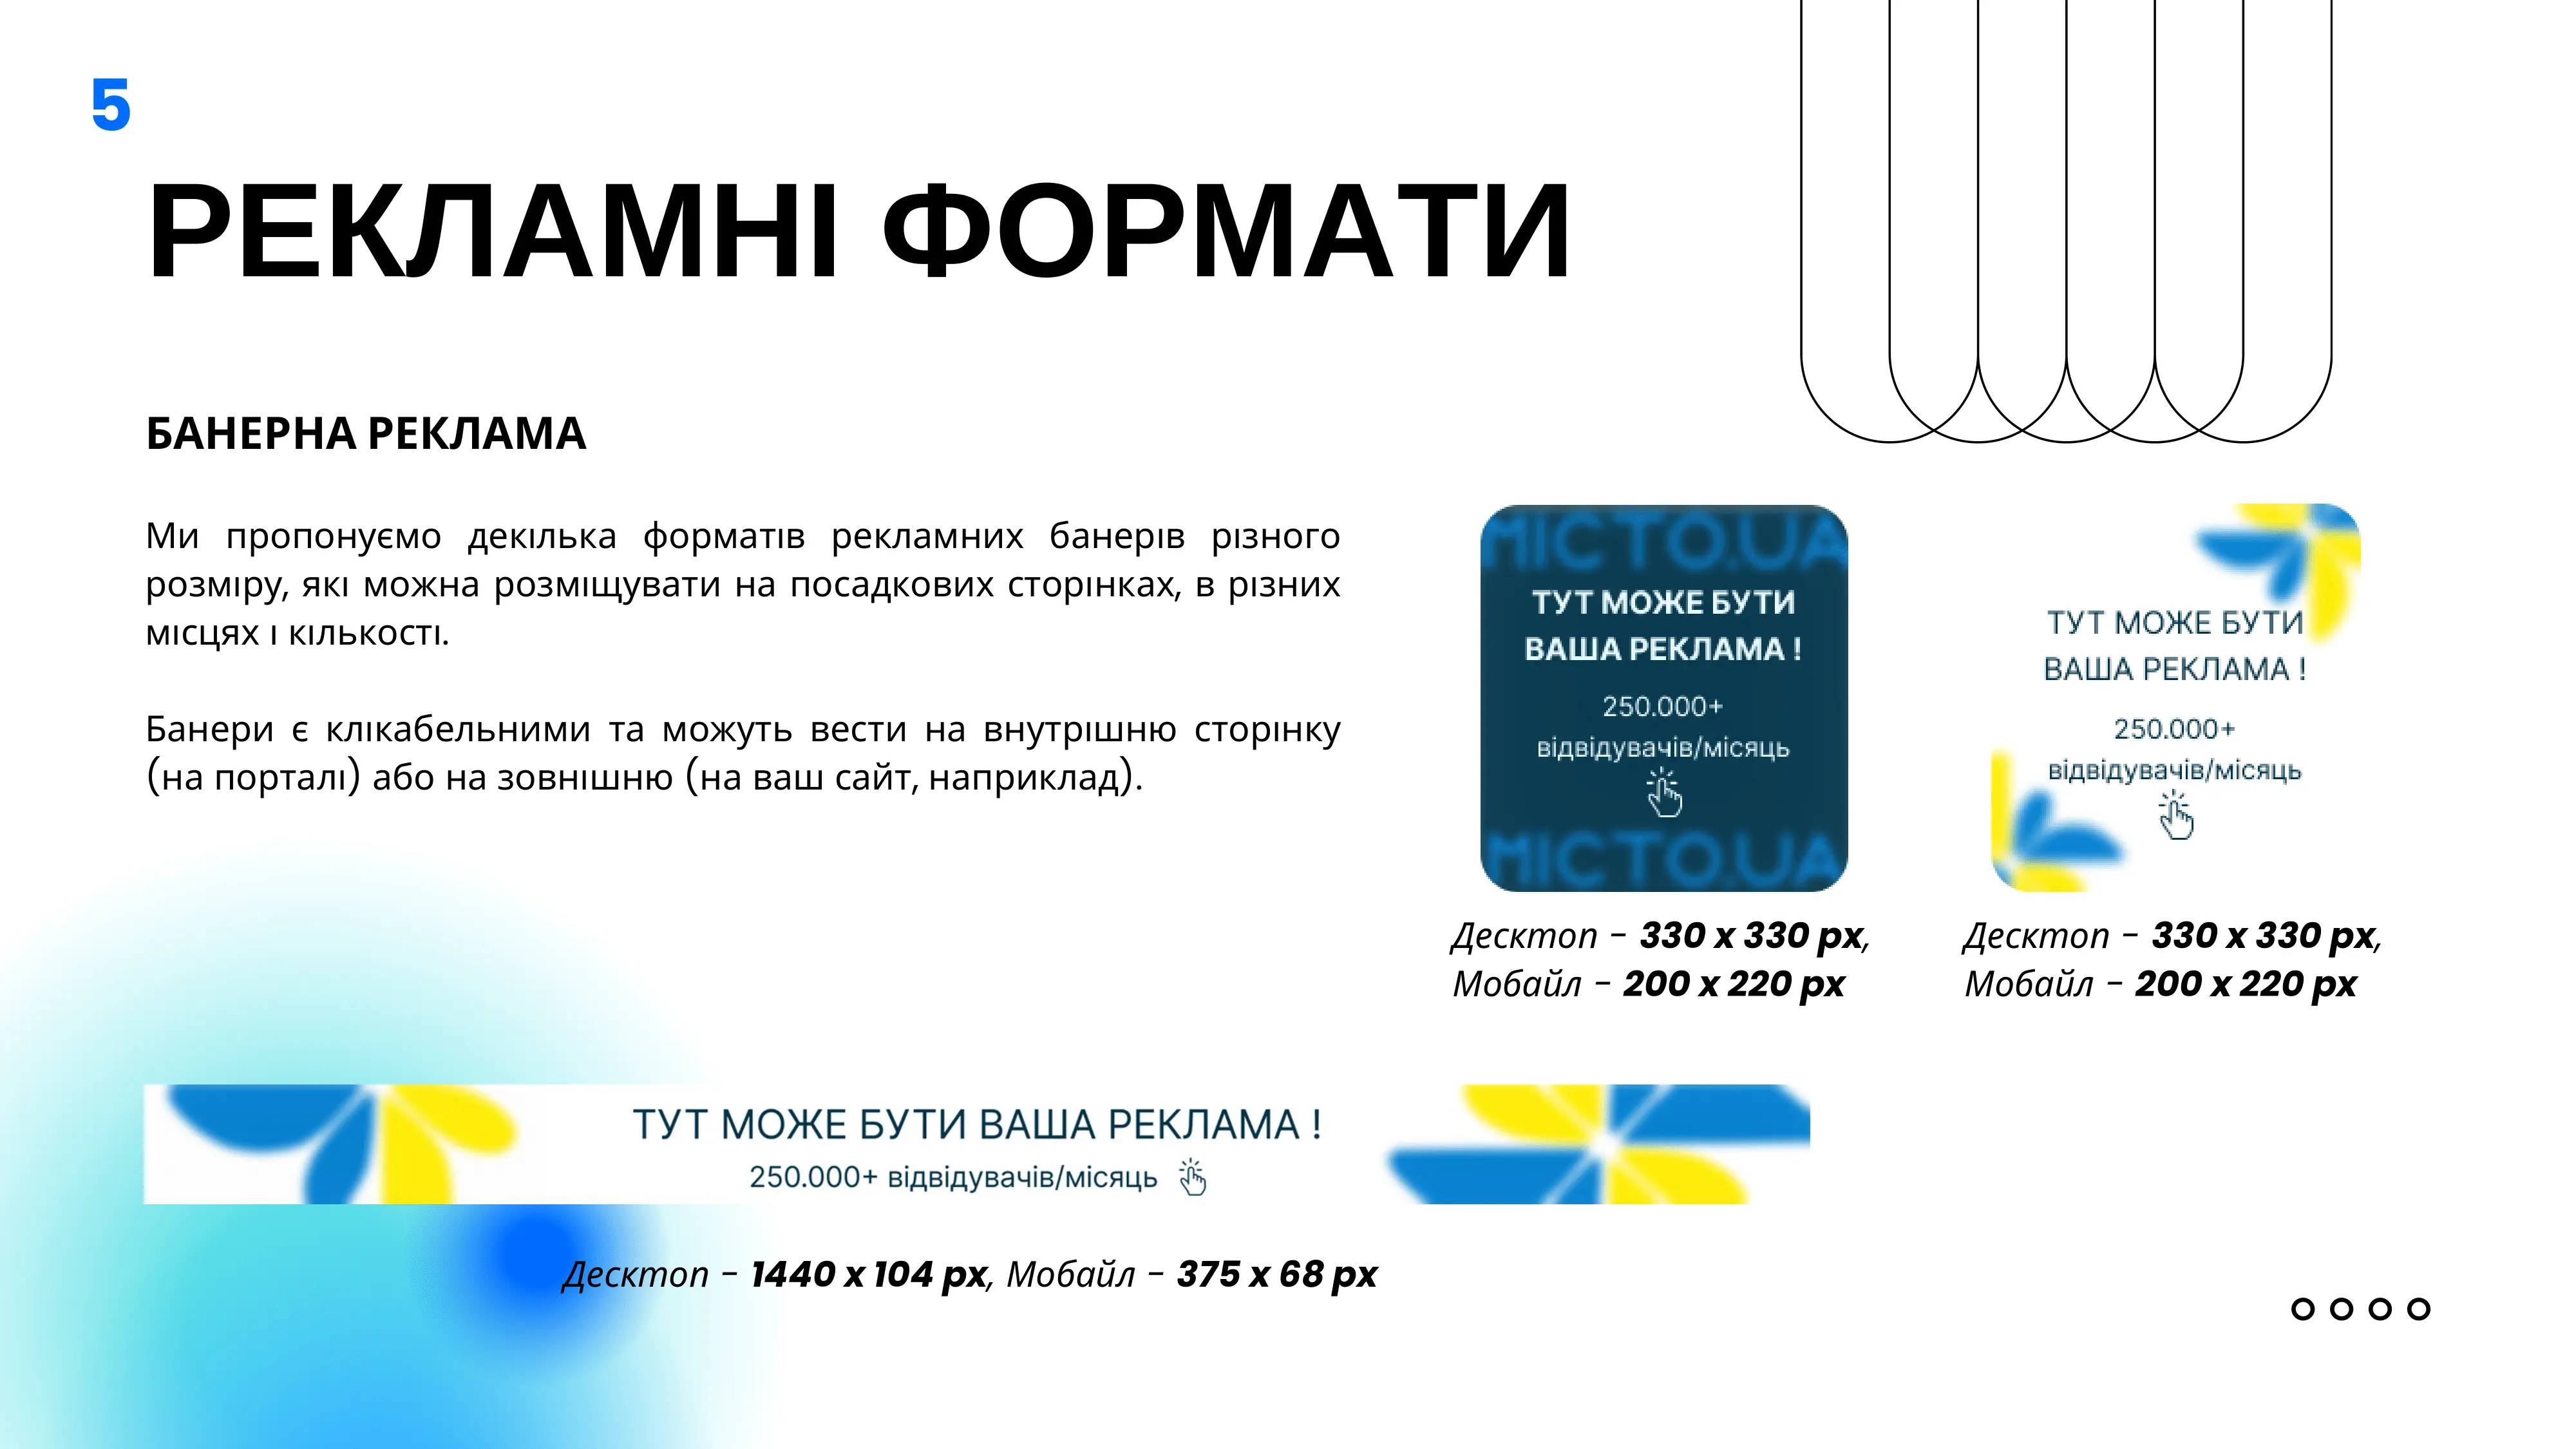 5
РЕКЛАМНІ ФОРМАТИ
БАНЕРНА РЕКЛАМА
Ми пропонуємо декілька форматів рекламних банерів різного
розміру, які можна розміщувати на посадкових сторінках, в різних
місцях і кількості.
Банери є клікабельними та можуть вести на внутрішню сторінку
(на порталі) або на зовнішню (на ваш сайт, наприклад).
МІСТО.UA
ТУТ МОЖЕ БУТИ
ВАША РЕКЛАМА !
250.000+
відвідувачів/місяць
МІСТО.UA
Десктоп - 330 x 330 px,
Мобайл - 200 x 220 px
ТУТ МОЖЕ БУТИ
ВАША РЕКЛАМА !
250.000+
відвідувачів/місяць
Десктоп - 330 x 330 px,
Мобайл - 200 x 220 px
ТУТ МОЖЕ БУТИ ВАША РЕКЛАМА !
250.000+ відвідувачів/місяць
Десктоп - 1440 x 104 px, Мобайл - 375 x 68 px